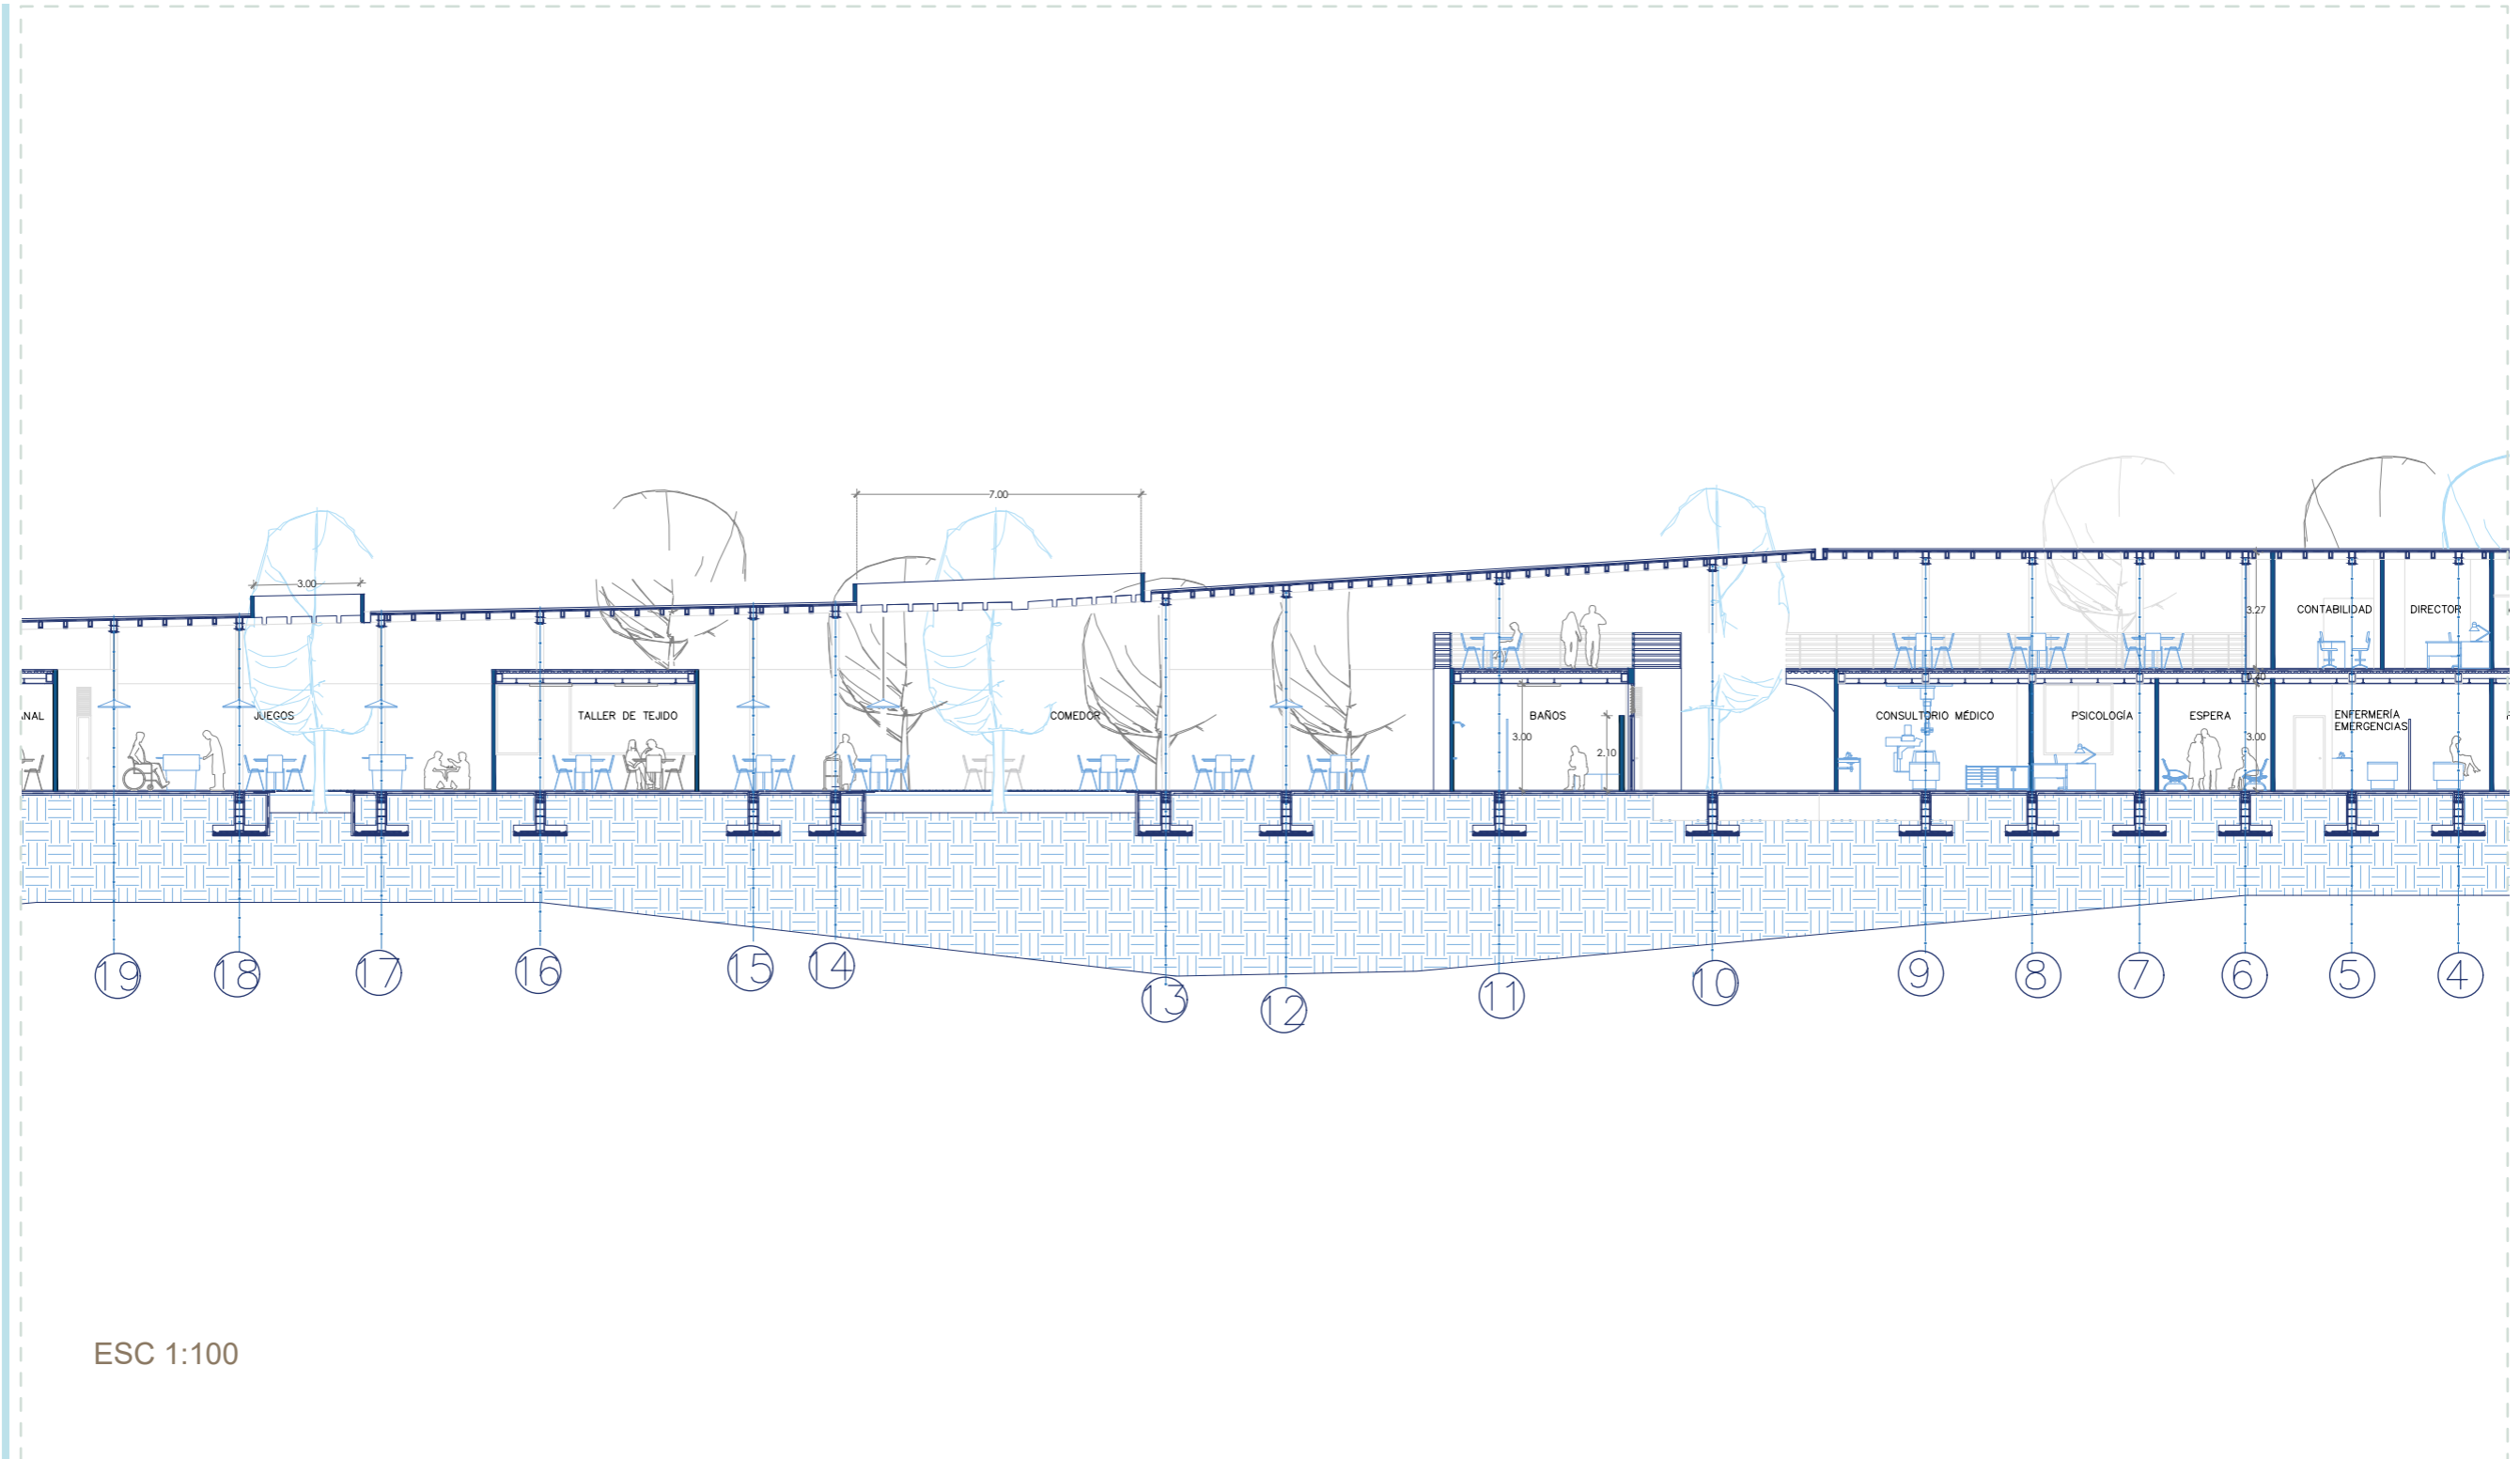 7.00
3.00
3.27
CONTABILIDAD
DIRECTOR
NAL
JUEGOS
TALLER DE TEJIDO
COMEDOR
BAÑOS
CONSULTORIO MÉDICO
PSICOLOGÍA
ESPERA
ENFERMERÍA
EMERGENCIAS
3.00
2.10
3.00
19
18
17
16
15
14
13
12
11
10
9
8
7
6
5
4
ESC 1:100